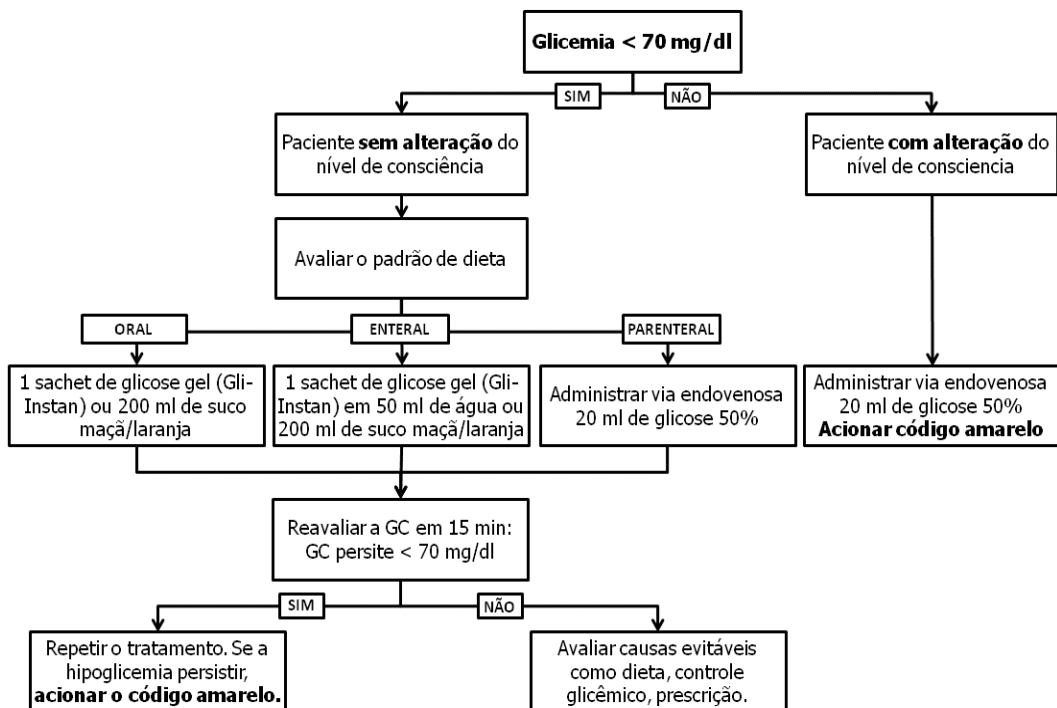 Glicemia < 70 mg/dl
SIM
NÃO
Paciente sem alteração do
nível de consciência
Paciente com alteração do
nível de consciencia
Avaliar o padrão de dieta
ORAL
ENTERAL
PARENTERAL
1 sachet de glicose gel (Gli-
Instan) ou 200 ml de suco
maçã/laranja
1 sachet de glicose gel (Gli-
Instan) em 50 ml de água ou
200 ml de suco maçã/laranja
Administrar via endovenosa
20 ml de glicose 50%
Administrar via endovenosa
20 ml de glicose 50%
Acionar código amarelo
Reavaliar a GC em 15 min:
GC persite < 70 mg/dl
SIM
NÃO
Repetir o tratamento. Se a
hipoglicemia persistir,
acionar o código amarelo.
Avaliar causas evitáveis
como dieta, controle
glicêmico, prescrição.